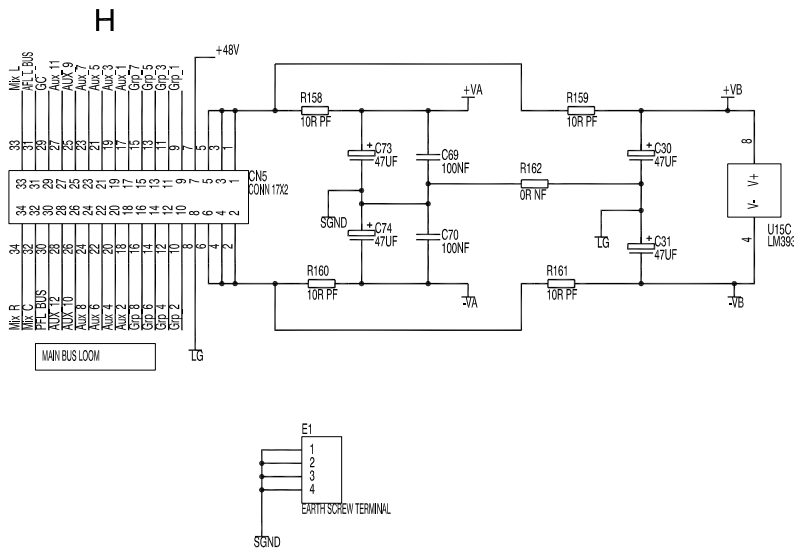 H
Mix_L
AFL_L_BUS
GC
Aux_11
AUX_9
Aux_7
Aux_5
Aux_3
Aux_1
Grp_7
Grp_5
Grp_3
Grp_1
+48V
33 31 29 27 25 23 21 19 17 15 13 11 9 7 5 3 1
33 31 29 27 25 23 21 19 17 15 13 11 9 7 5 3 1
34 32 30 28 26 24 22 20 18 16 14 12 10 8 6 4 2
34 32 30 28 26 24 22 20 18 16 14 12 10 8 6 4 2
CN5
CONN 17X2
Mix_R
Mix_C
PFL_BUS
AUX_12
AUX_10
Aux_8
Aux_6
Aux_4
Aux_2
Grp_8
Grp_6
Grp_4
Grp_2
LG
MAIN BUS LOOM
R158
10R PF
+VA
R159
10R PF
+VB
C73
47UF
C69
100NF
R162
0R NF
C30
47UF
8
V+
V-
4
U15C
LM393
SGND
C74
47UF
C70
100NF
LG
C31
47UF
R160
10R PF
-VA
R161
10R PF
-VB
E1
1
2
3
4
EARTH SCREW TERMINAL
SGND